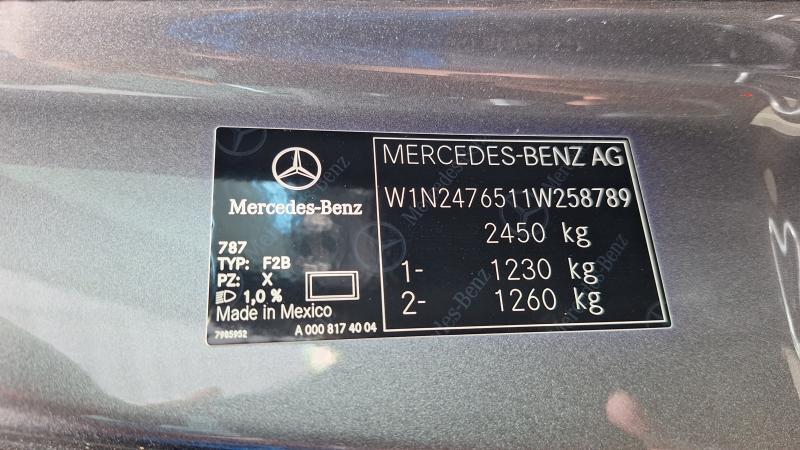 Mercedes-Benz
787
TYP: F2B
PZ: X
1,0 %
Made in Mexico
7985952
A 000 817 40 04
MERCEDES-BENZ AG
W1N2476511W258789
2450 kg
1- 1230 kg
2- 1260 kg